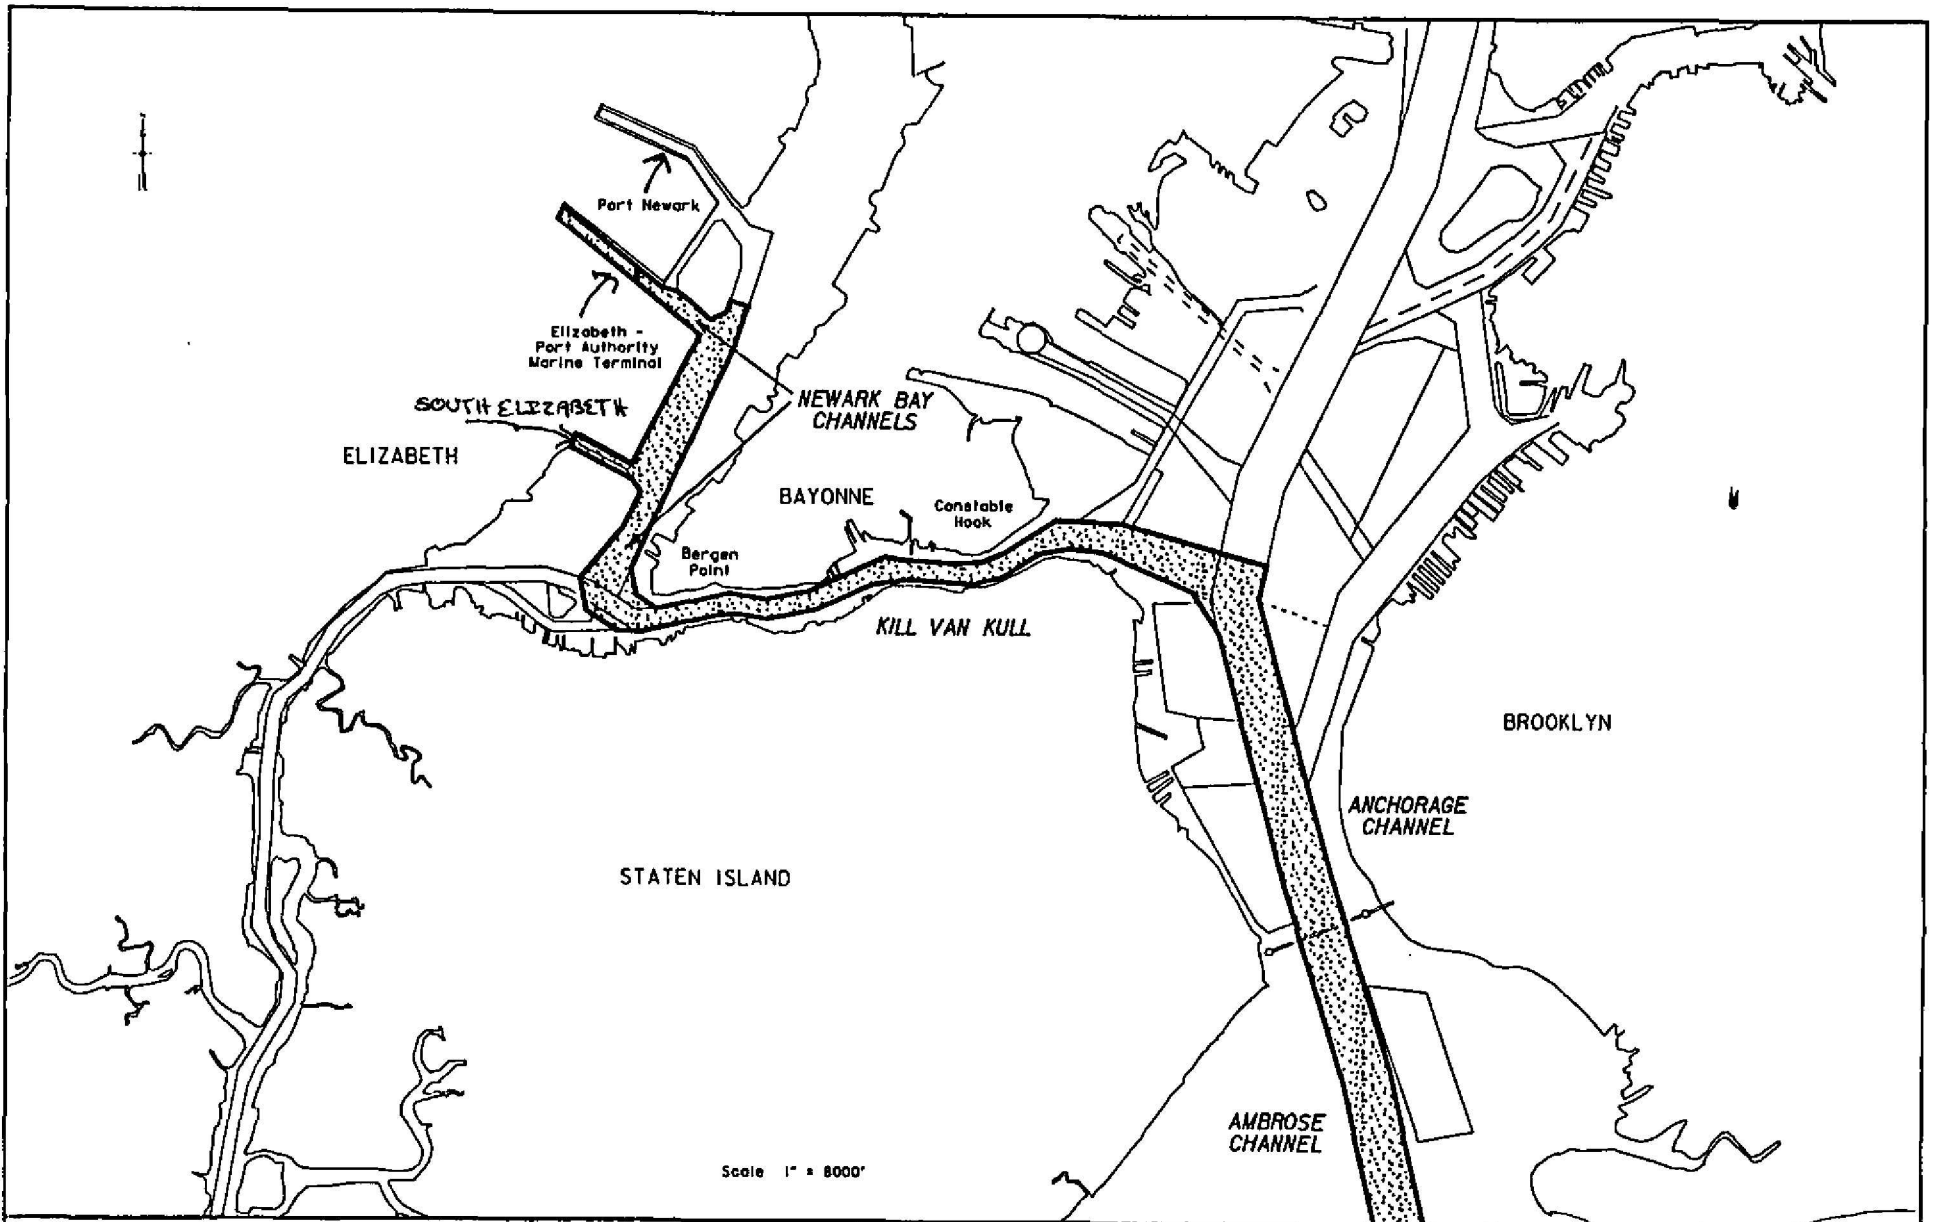 Port Newark
Elizabeth -
Port Authority
Marine Terminal
SOUTH ELIZABETH
ELIZABETH
NEWARK BAY
CHANNELS
BAYONNE
Constable
Hook
Bergen
Point
KILL VAN KULL
BROOKLYN
ANCHORAGE
CHANNEL
STATEN ISLAND
AMBROSE
CHANNEL
Scale 1" = 8000'